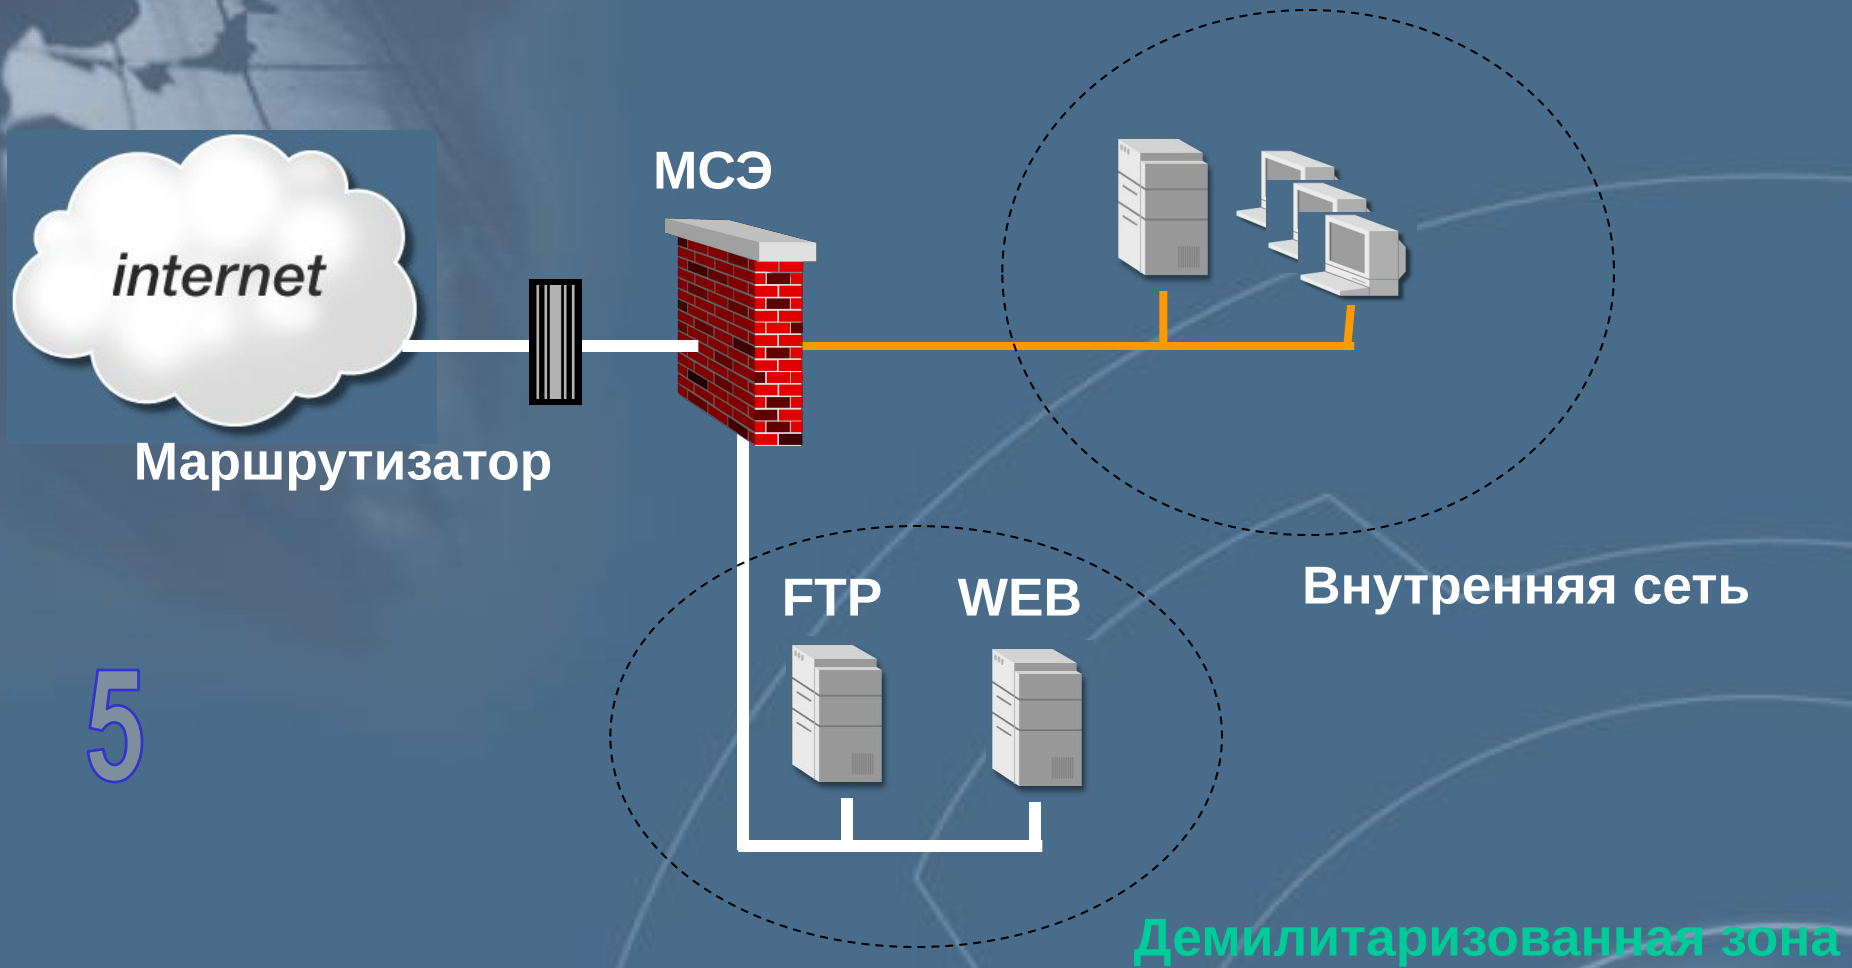 МСЭ
internet
Маршрутизатор
FTP WEB
Внутренняя сеть
5
Демилитаризованная зона